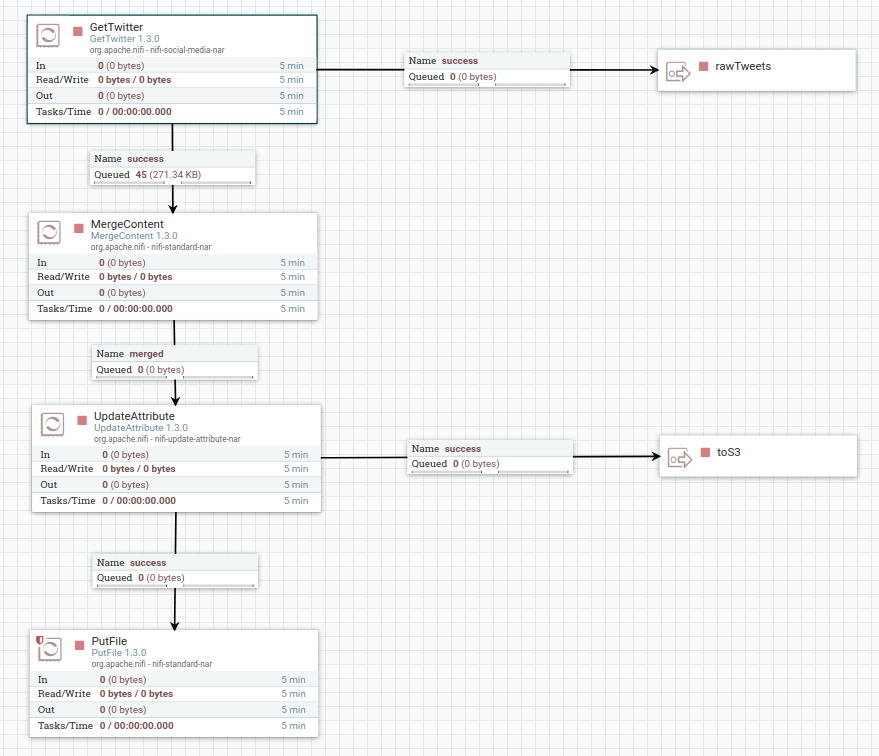 GetTwitter
GetTwitter 1.3.0
org.apache.nifi - nifi-social-media-nar
In 0 (0 bytes) 5 min
Read/Write 0 bytes / 0 bytes 5 min
Out 0 (0 bytes) 5 min
Tasks/Time 0 / 00:00:00.000 5 min
Name success
Queued 0 (0 bytes)
rawTweets
Name success
Queued 45 (271.34 KB)
MergeContent
MergeContent 1.3.0
org.apache.nifi - nifi-standard-nar
In 0 (0 bytes) 5 min
Read/Write 0 bytes / 0 bytes 5 min
Out 0 (0 bytes) 5 min
Tasks/Time 0 / 00:00:00.000 5 min
Name merged
Queued 0 (0 bytes)
UpdateAttribute
UpdateAttribute 1.3.0
org.apache.nifi - nifi-update-attribute-nar
In 0 (0 bytes) 5 min
Read/Write 0 bytes / 0 bytes 5 min
Out 0 (0 bytes) 5 min
Tasks/Time 0 / 00:00:00.000 5 min
Name success
Queued 0 (0 bytes)
toS3
Name success
Queued 0 (0 bytes)
PutFile
PutFile 1.3.0
org.apache.nifi - nifi-standard-nar
In 0 (0 bytes) 5 min
Read/Write 0 bytes / 0 bytes 5 min
Out 0 (0 bytes) 5 min
Tasks/Time 0 / 00:00:00.000 5 min